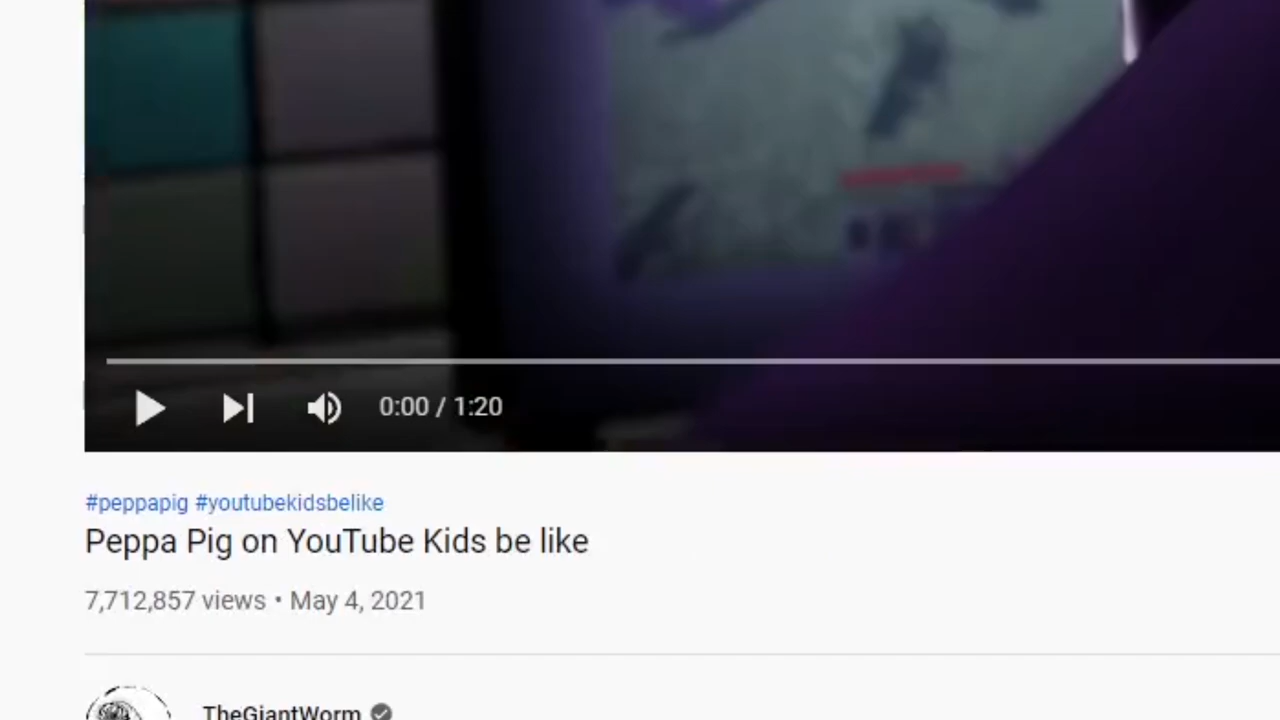 0:00 / 1:20
#peppapig #youtubekidsbelike
Peppa Pig on YouTube Kids be like
7,712,857 views • May 4, 2021
TheGiantWorm